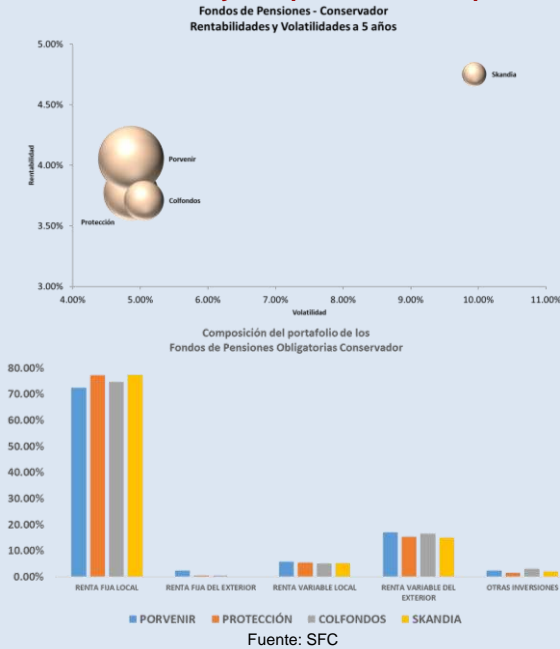 Fondos de Pensiones - Conservador
Rentabilidades y Volatilidades a 5 años
5.00%
4.50%
4.00%
3.50%
3.00%
Rentabilidad
Skandia
Porvenir
Colfondos
Protección
4.00% 5.00% 6.00% 7.00% 8.00% 9.00% 10.00% 11.00%
Volatilidad
Composición del portafolio de los
Fondos de Pensiones Obligatorias Conservador
80.00%
70.00%
60.00%
50.00%
40.00%
30.00%
20.00%
10.00%
0.00%
RENTA FIJA LOCAL RENTA FIJA DEL EXTERIOR RENTA VARIABLE LOCAL RENTA VARIABLE DEL OTRAS INVERSIONES
EXTERIOR
PORVENIR PROTECCIÓN COLFONDOS SKANDIA
Fuente: SFC